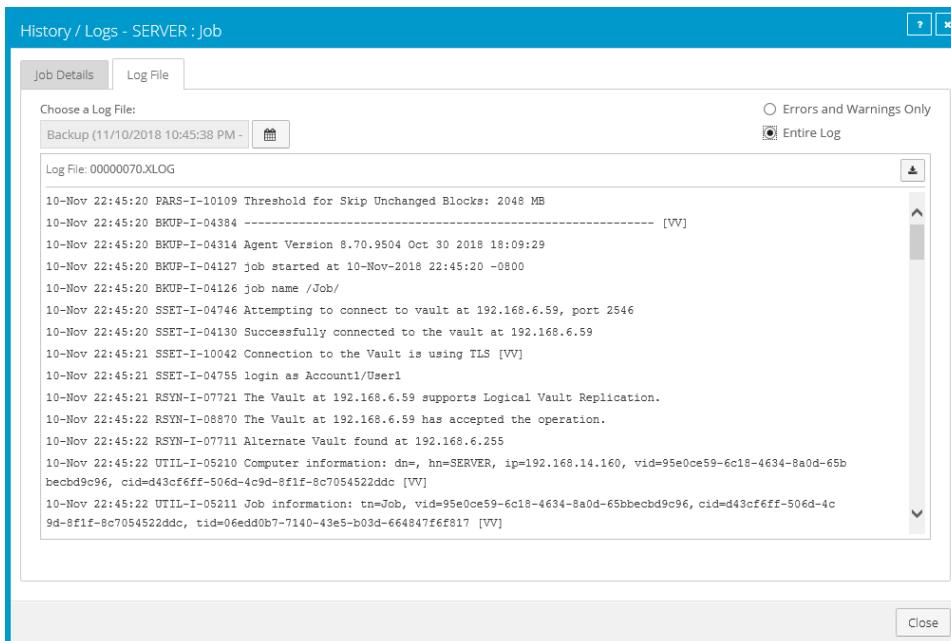 History / Logs - SERVER : Job
?
x
Job Details
Log File
Choose a Log File:
Errors and Warnings Only
Backup (11/10/2018 10:45:38 PM -
Entire Log
Log File: 00000070.XLOG
10-Nov 22:45:20 PARS-I-10109 Threshold for Skip Unchanged Blocks: 2048 MB
10-Nov 22:45:20 BKUP-I-04384 ------------------------------------------------------------- [VV]
10-Nov 22:45:20 BKUP-I-04314 Agent Version 8.70.9504 Oct 30 2018 18:09:29
10-Nov 22:45:20 BKUP-I-04127 job started at 10-Nov-2018 22:45:20 -0800
10-Nov 22:45:20 BKUP-I-04126 job name /Job/
10-Nov 22:45:20 SSET-I-04746 Attempting to connect to vault at 192.168.6.59, port 2546
10-Nov 22:45:20 SSET-I-04130 Successfully connected to the vault at 192.168.6.59
10-Nov 22:45:21 SSET-I-10042 Connection to the Vault is using TLS [VV]
10-Nov 22:45:21 SSET-I-04755 login as Account1/User1
10-Nov 22:45:21 RSYN-I-07721 The Vault at 192.168.6.59 supports Logical Vault Replication.
10-Nov 22:45:22 RSYN-I-08870 The Vault at 192.168.6.59 has accepted the operation.
10-Nov 22:45:22 RSYN-I-07711 Alternate Vault found at 192.168.6.255
10-Nov 22:45:22 UTIL-I-05210 Computer information: dn=, hn=SERVER, ip=192.168.14.160, vid=95e0ce59-6c18-4634-8a0d-65b
becbd9c96, cid=d43cf6ff-506d-4c9d-8f1f-8c7054522ddc [VV]
10-Nov 22:45:22 UTIL-I-05211 Job information: tn=Job, vid=95e0ce59-6c18-4634-8a0d-65bbecbd9c96, cid=d43cf6ff-506d-4c
9d-8f1f-8c7054522ddc, tid=06edd0b7-7140-43e5-b03d-664847f6f817 [VV]
Close